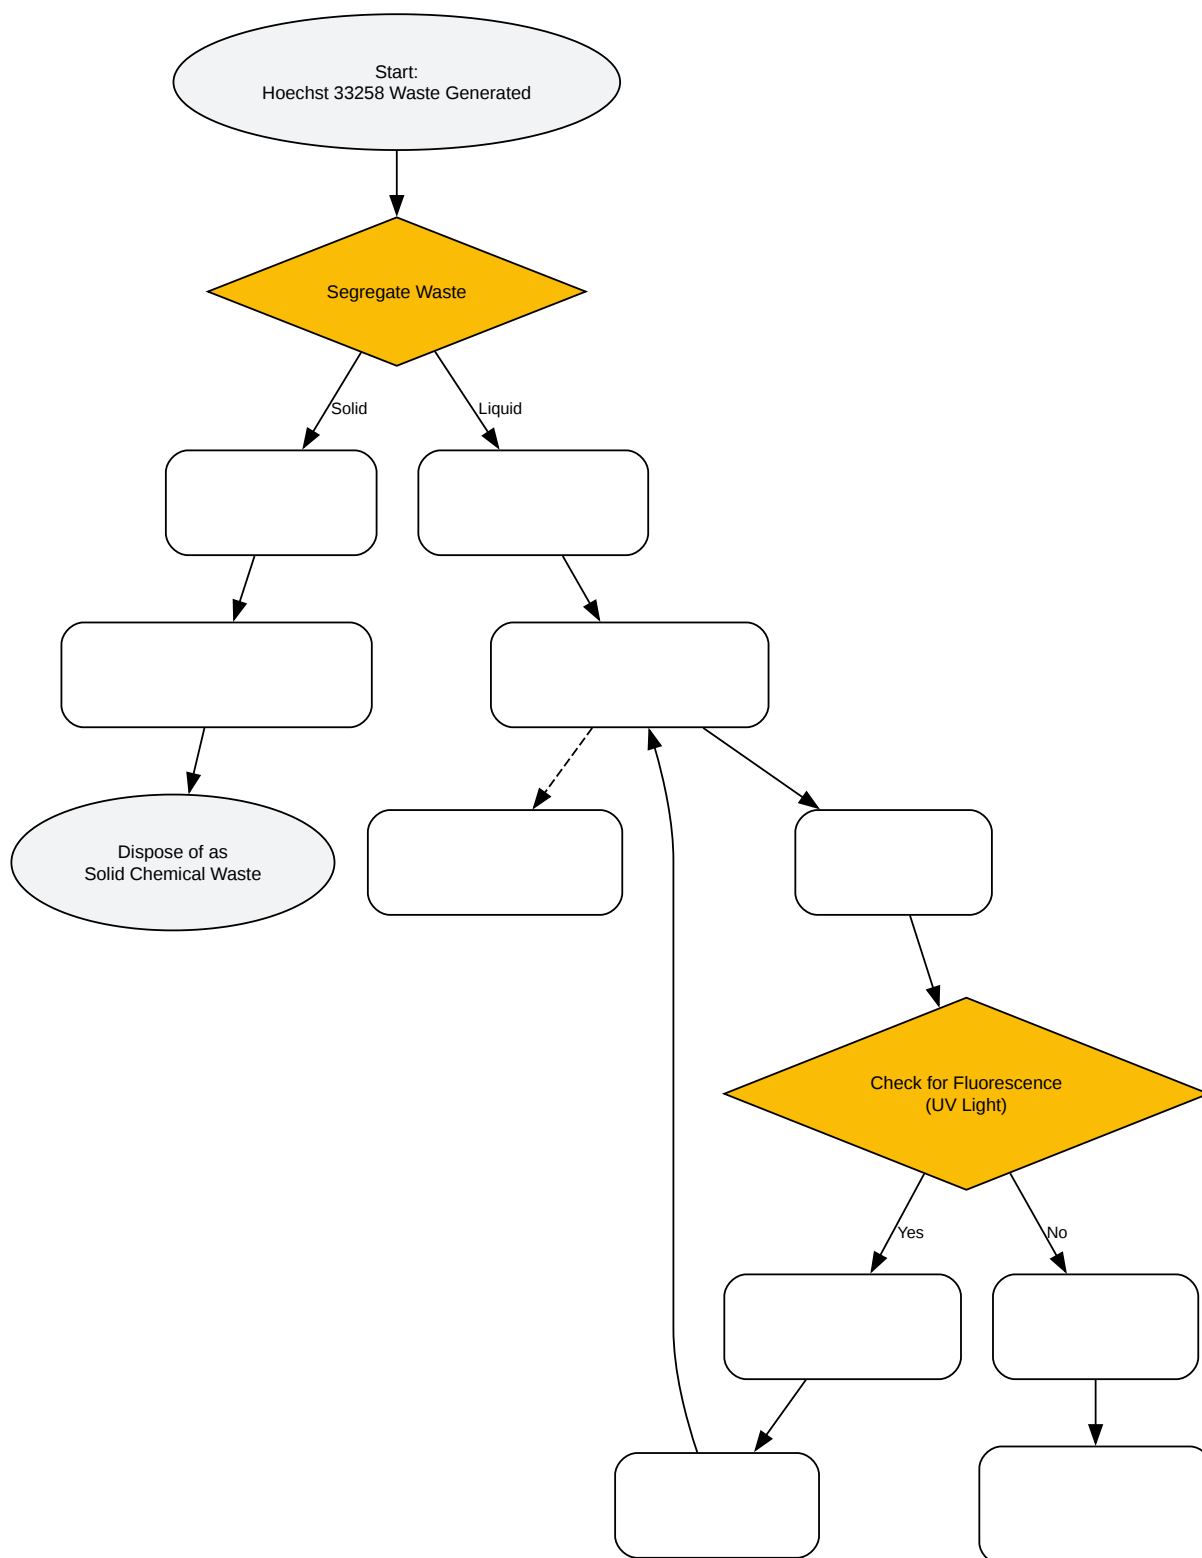 Start:
Hoechst 33258 Waste Generated
Segregate Waste
Solid
Liquid
Dispose of as
Solid Chemical Waste
Check for Fluorescence
(UV Light)
Yes
No